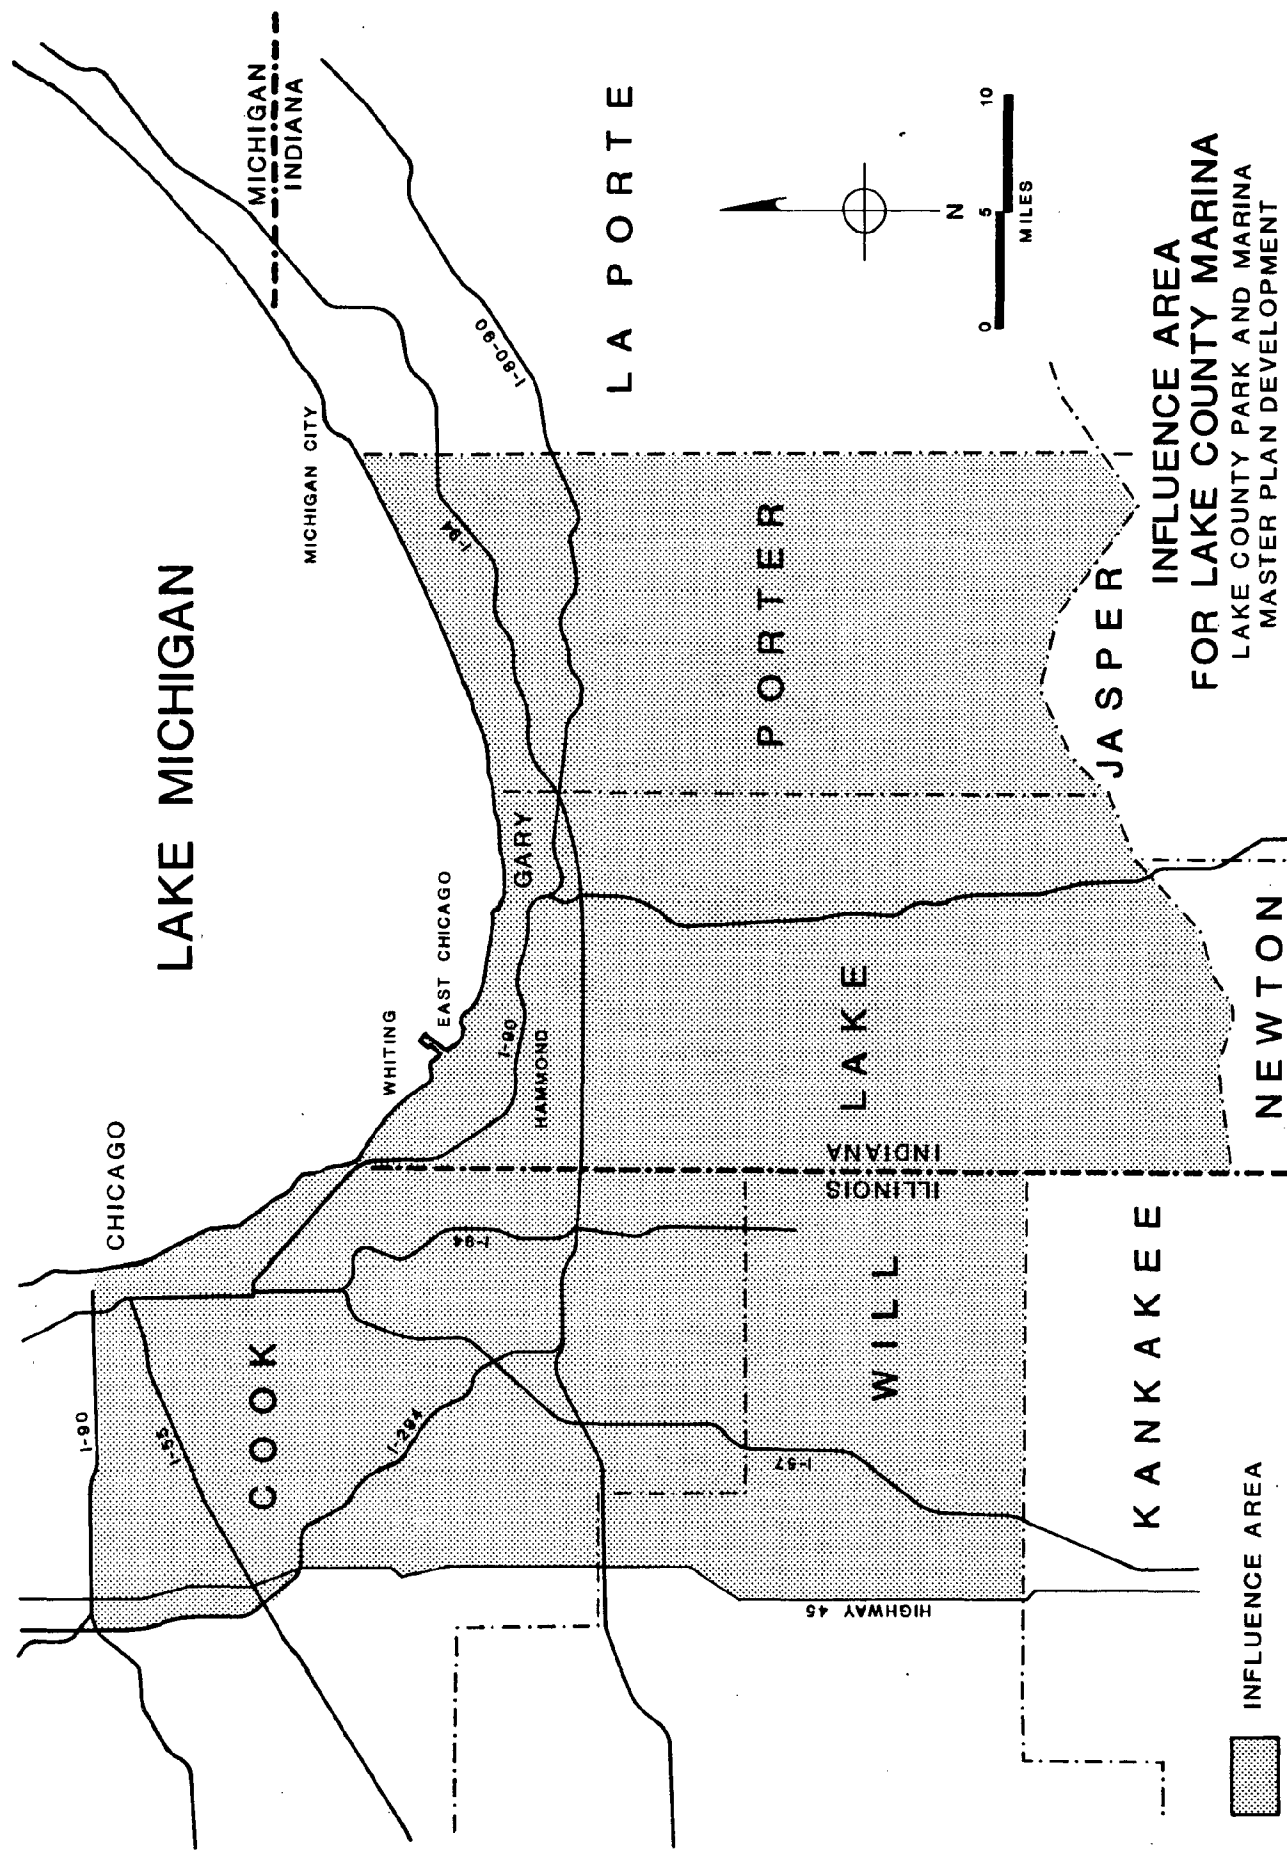 LAKE MICHIGAN
MICHIGAN
INDIANA
CHICAGO
MICHIGAN CITY
WHITING
EAST CHICAGO
GARY
HAMMOND
I-90
I-55
I-294
I-94
I-57
HIGHWAY 45
I-90
I-94
I-80-90
COOK
WILL
KANKAKEE
ILLINOIS
INDIANA
LAKE
PORTER
LA PORTE
NEWTON
JASPER
N
0 5 10
MILES
INFLUENCE AREA
INFLUENCE AREA
FOR LAKE COUNTY MARINA
LAKE COUNTY PARK AND MARINA
MASTER PLAN DEVELOPMENT